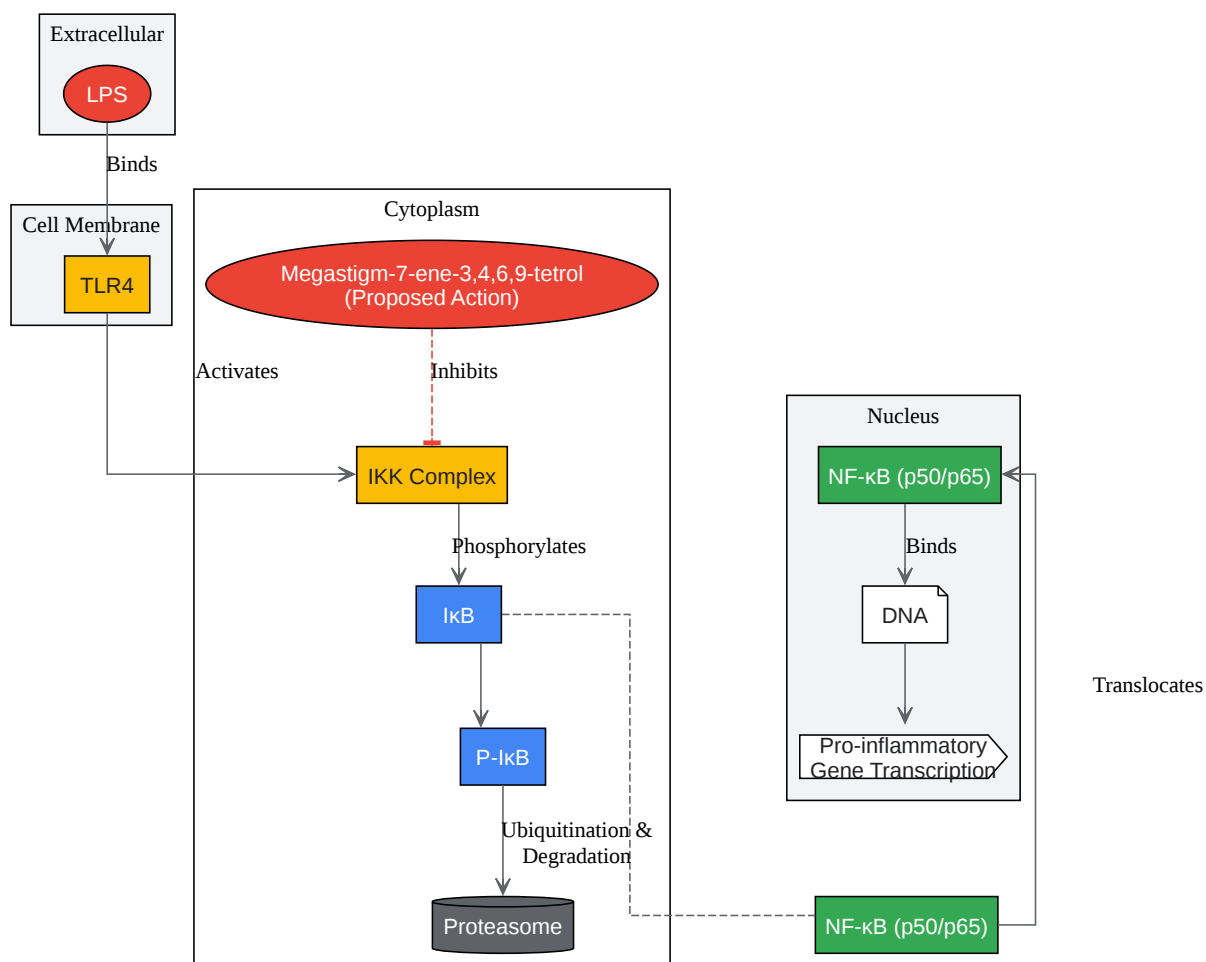 Extracellular
LPS
Binds
Cell Membrane
TLR4
Cytoplasm
Megastigm-7-ene-3,4,6,9-tetrol
(Proposed Action)
Activates
Inhibits
IKK Complex
Phosphorylates
IκB
P-IκB
Ubiquitination &
Degradation
Proteasome
Nucleus
NF-κB (p50/p65)
Binds
DNA
Pro-inflammatory
Gene Transcription
Translocates
NF-κB (p50/p65)